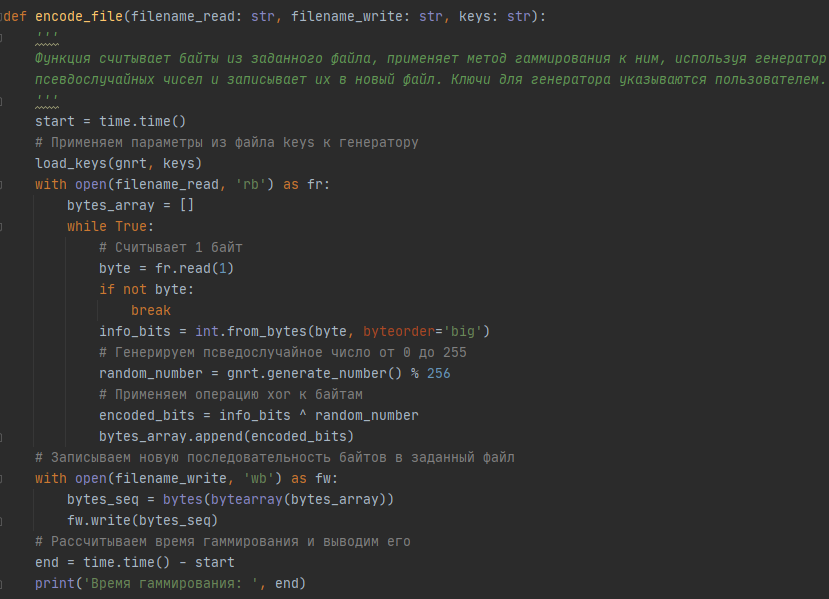 def encode_file(filename_read: str, filename_write: str, keys: str):
    '''
    Функция считывает байты из заданного файла, применяет метод гаммирования к ним, используя генератор
    псевдослучайных чисел и записывает их в новый файл. Ключи для генератора указываются пользователем.
    '''
    start = time.time()
    # Применяем параметры из файла keys к генератору
    load_keys(gnrt, keys)
    with open(filename_read, 'rb') as fr:
        bytes_array = []
        while True:
            # Считывает 1 байт
            byte = fr.read(1)
            if not byte:
                break
            info_bits = int.from_bytes(byte, byteorder='big')
            # Генерируем псведослучайное число от 0 до 255
            random_number = gnrt.generate_number() % 256
            # Применяем операцию xor к байтам
            encoded_bits = info_bits ^ random_number
            bytes_array.append(encoded_bits)
    # Записываем новую последовательность байтов в заданный файл
    with open(filename_write, 'wb') as fw:
        bytes_seq = bytes(bytearray(bytes_array))
        fw.write(bytes_seq)
    # Рассчитываем время гаммирования и выводим его
    end = time.time() - start
    print('Время гаммирования: ', end)